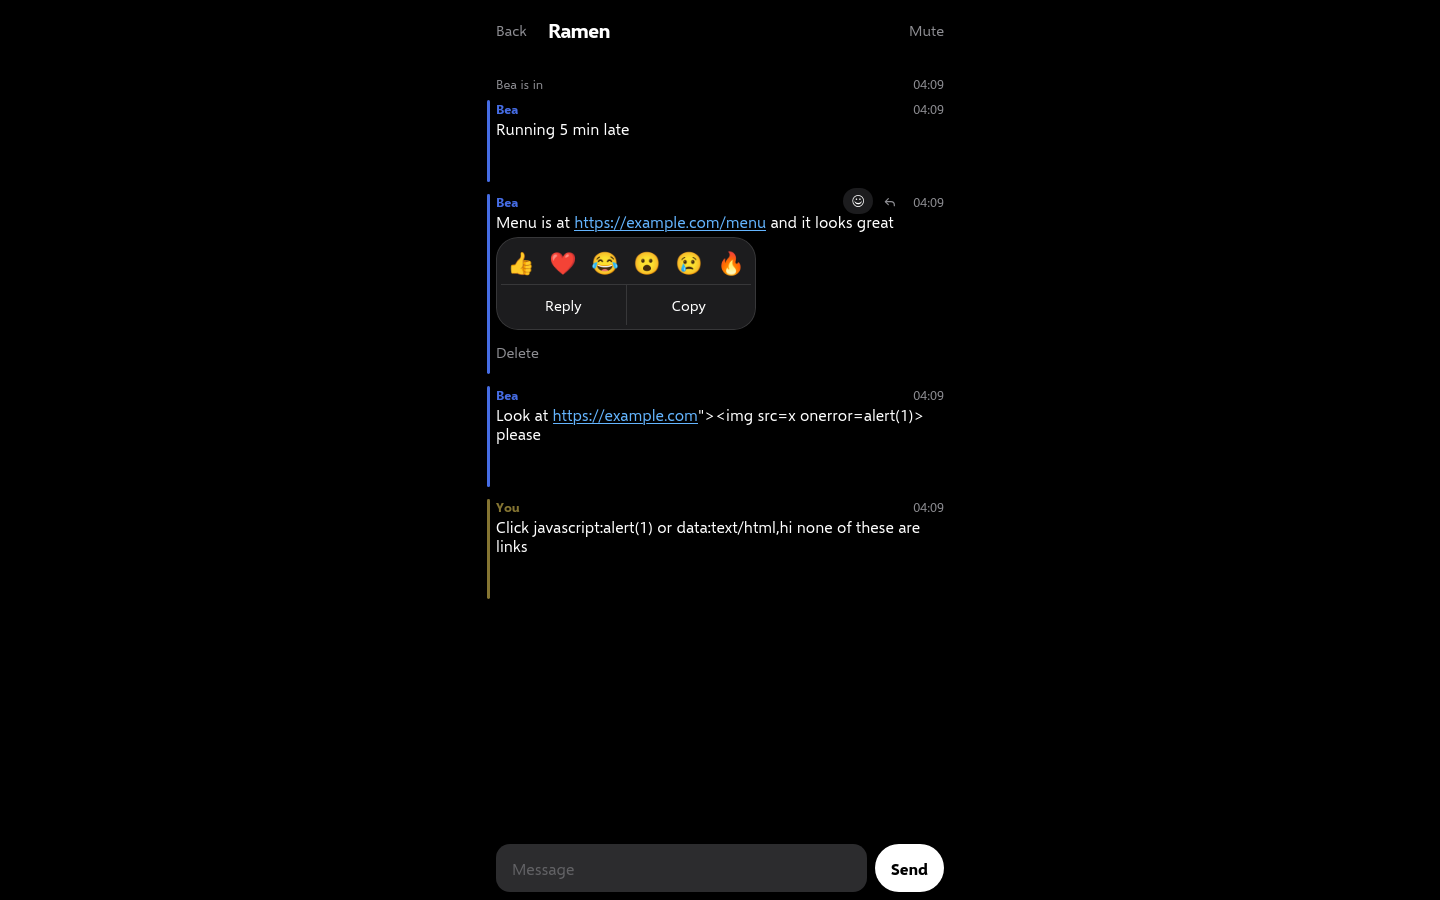 Back Ramen Mute
Bea is in 04:09
Bea 04:09
Running 5 min late
Bea 04:09
Menu is at https://example.com/menu and it looks great
👍 ❤️ 😂 😮 😢 🔥
Reply Copy
Delete
Bea 04:09
Look at https://example.com"><img src=x onerror=alert(1)>
please
You 04:09
Click javascript:alert(1) or data:text/html,hi none of these are
links
Message Send